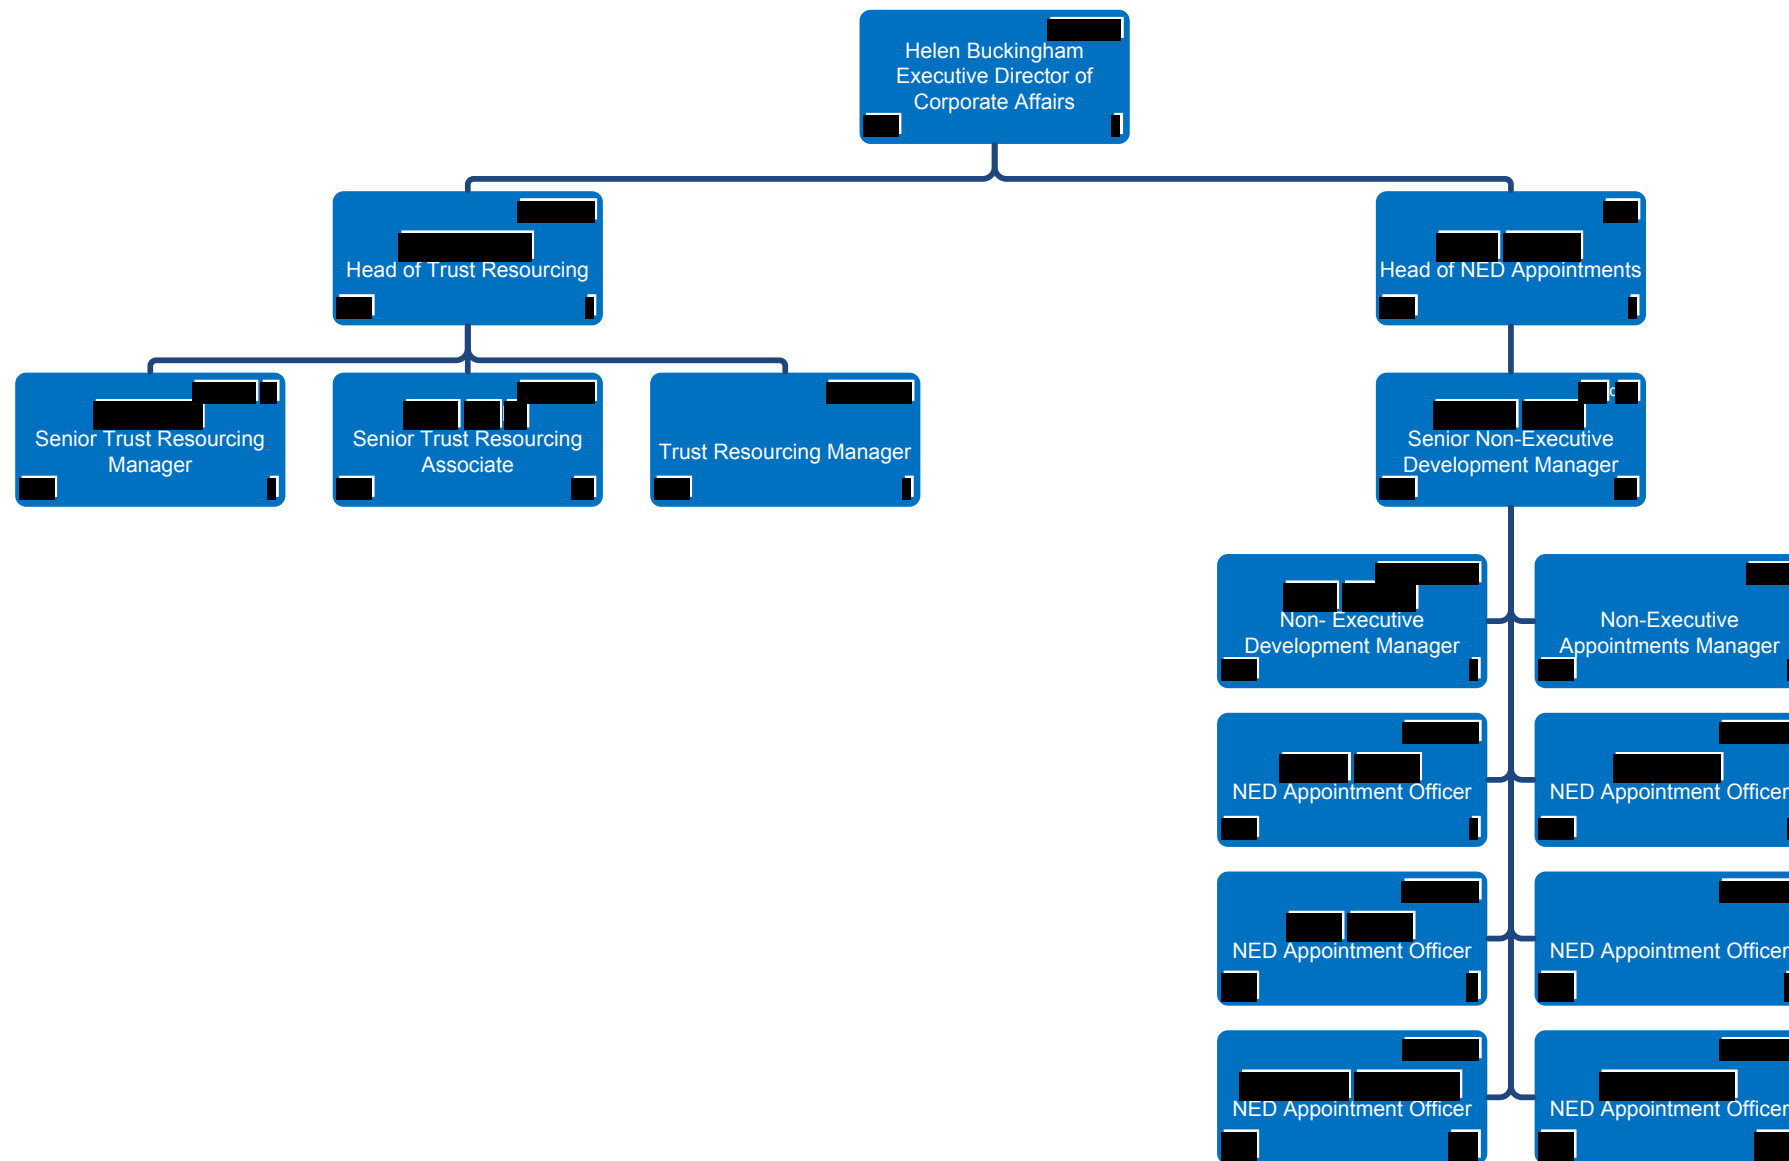 Helen Buckingham
Executive Director of
Corporate Affairs
Head of Trust Resourcing
Head of NED Appointments
Senior Trust Resourcing
Manager
Senior Trust Resourcing
Associate
Trust Resourcing Manager
Senior Non-Executive
Development Manager
Non- Executive
Development Manager
Non-Executive
Appointments Manager
NED Appointment Officer
NED Appointment Officer
NED Appointment Officer
NED Appointment Officer
NED Appointment Officer
NED Appointment Officer